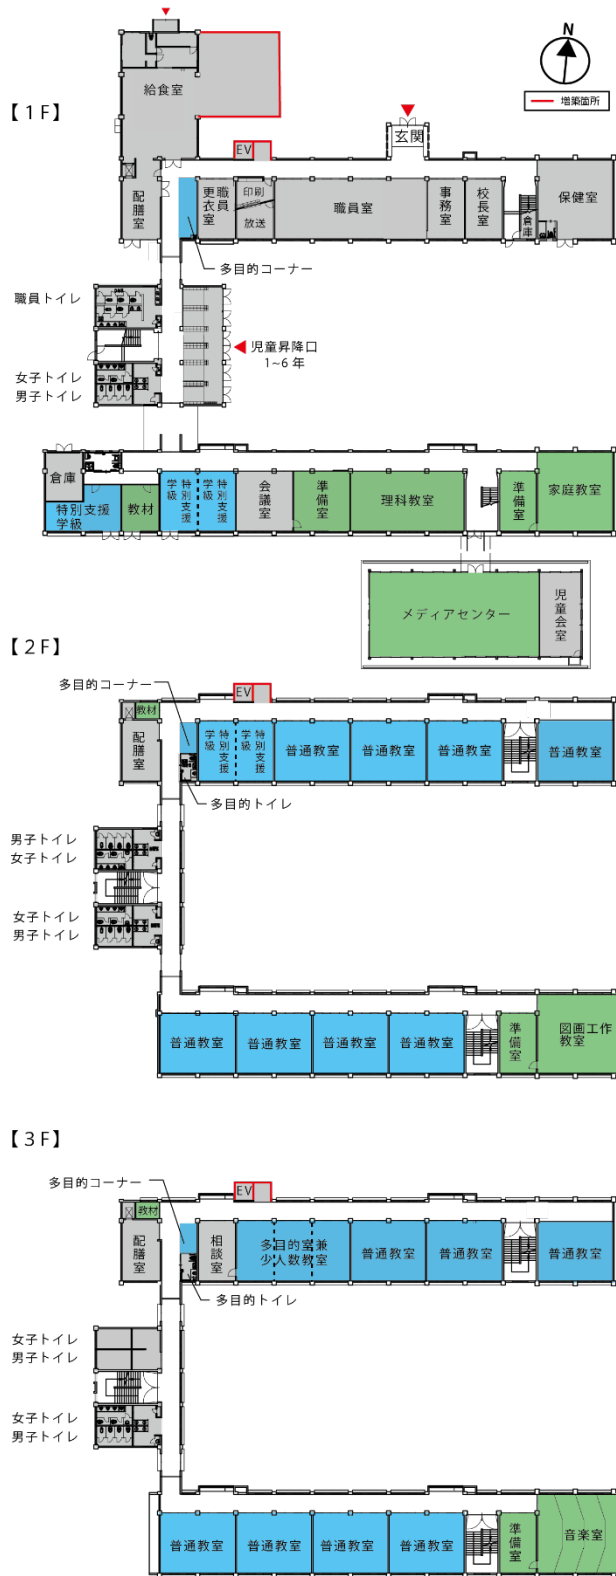 N
増築箇所
【1F】
給食室
EV
玄関
配膳室
職員
更衣室
印刷
放送
職員室
事務室
校長室
倉庫
保健室
多目的コーナー
職員トイレ
児童昇降口
1~6 年
女子トイレ
男子トイレ
倉庫
特別支援
学級
教材
特別支援
学級
特別支援
学級
会議室
準備室
理科教室
準備室
家庭教室
メディアセンター
児童会室
【2F】
多目的コーナー
EV
教材
配膳室
特別支援
学級
特別支援
学級
普通教室
普通教室
普通教室
普通教室
多目的トイレ
男子トイレ
女子トイレ
女子トイレ
男子トイレ
普通教室
普通教室
普通教室
普通教室
準備室
図画工作
教室
【3F】
多目的コーナー
EV
教材
配膳室
相談室
多目的室兼
少人数教室
普通教室
普通教室
普通教室
多目的トイレ
女子トイレ
男子トイレ
女子トイレ
男子トイレ
普通教室
普通教室
普通教室
普通教室
準備室
音楽室